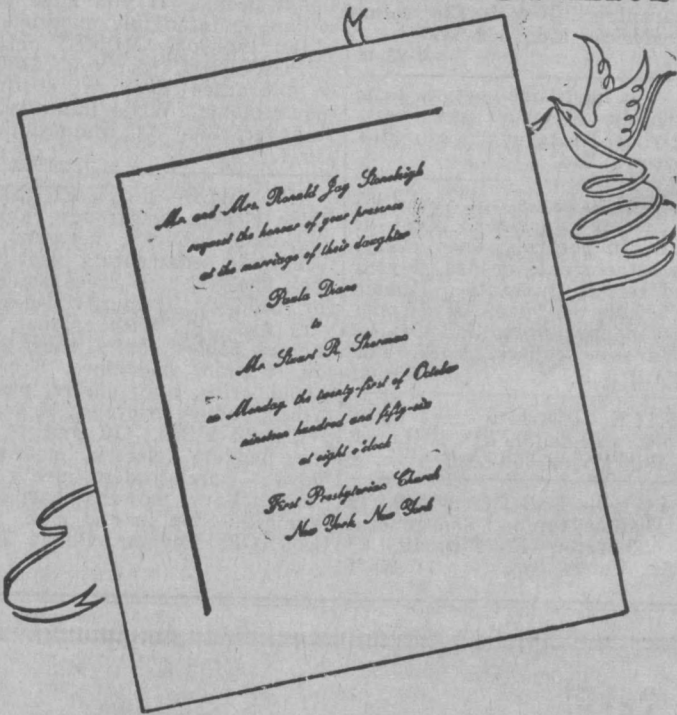 Mr. and Mrs. Ronald Jay Stoneleigh
request the honour of your presence
at the marriage of their daughter
Paula Diane
to
Mr. Stuart R. Sherman
on Monday, the twenty-first of October
nineteen hundred and fifty-six
at eight o'clock
First Presbyterian Church
New York, New York